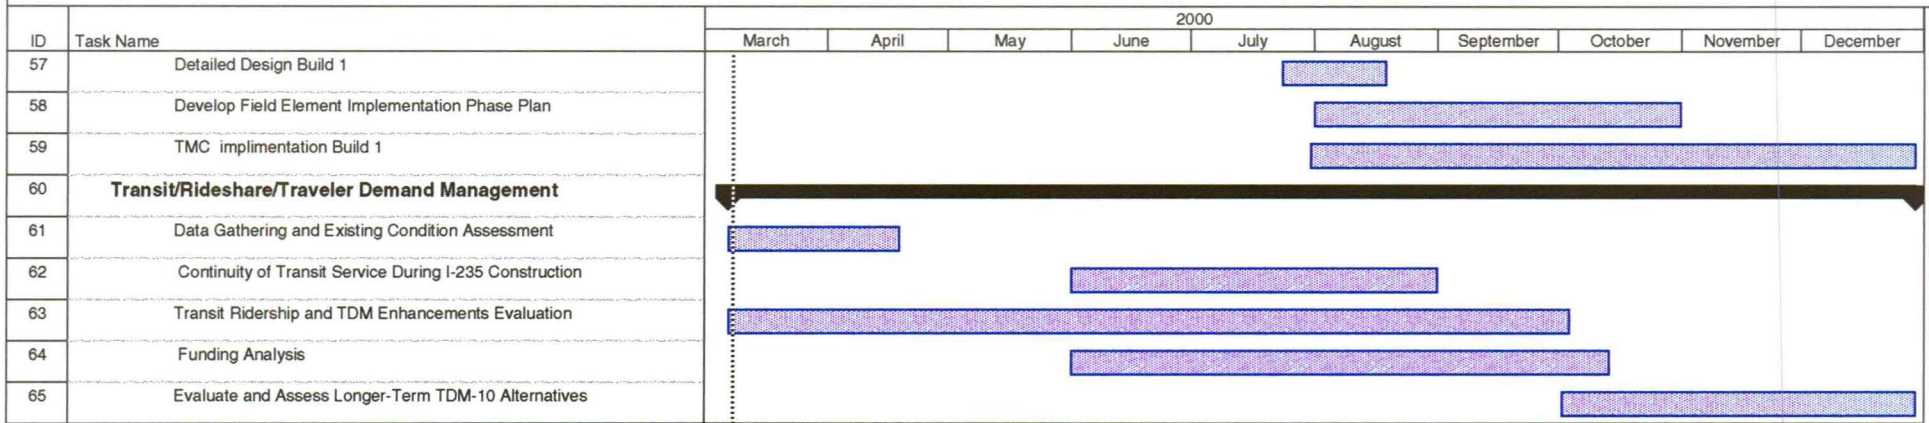 2000
ID Task Name March April May June July August September October November December
57 Detailed Design Build 1
58 Develop Field Element Implementation Phase Plan
59 TMC implimentation Build 1
60 Transit/Rideshare/Traveler Demand Management
61 Data Gathering and Existing Condition Assessment
62 Continuity of Transit Service During I-235 Construction
63 Transit Ridership and TDM Enhancements Evaluation
64 Funding Analysis
65 Evaluate and Assess Longer-Term TDM-10 Alternatives